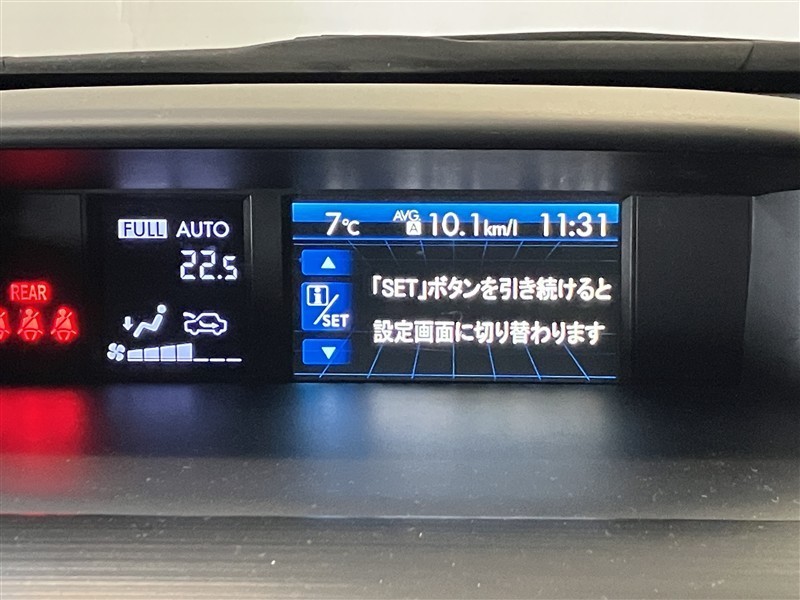 7℃ AVG A 10.1km/l 11:31
FULL AUTO
22.5
REAR
i/SET
「SET」ボタンを引き続けると
設定画面に切り替わります